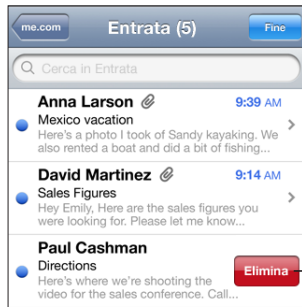 me.com
Entrata (5)
Fine
Cerca in Entrata
Anna Larson
9:39 AM
Mexico vacation
Here's a photo I took of Sandy kayaking. We
also rented a boat and did a bit of fishing...
David Martinez
9:14 AM
Sales Figures
Hey Emily, Here are the sales figures you
were looking for. Please let me know...
Paul Cashman
Directions
Elimina
Here's where we're shooting the
video for the sales conference. Call...